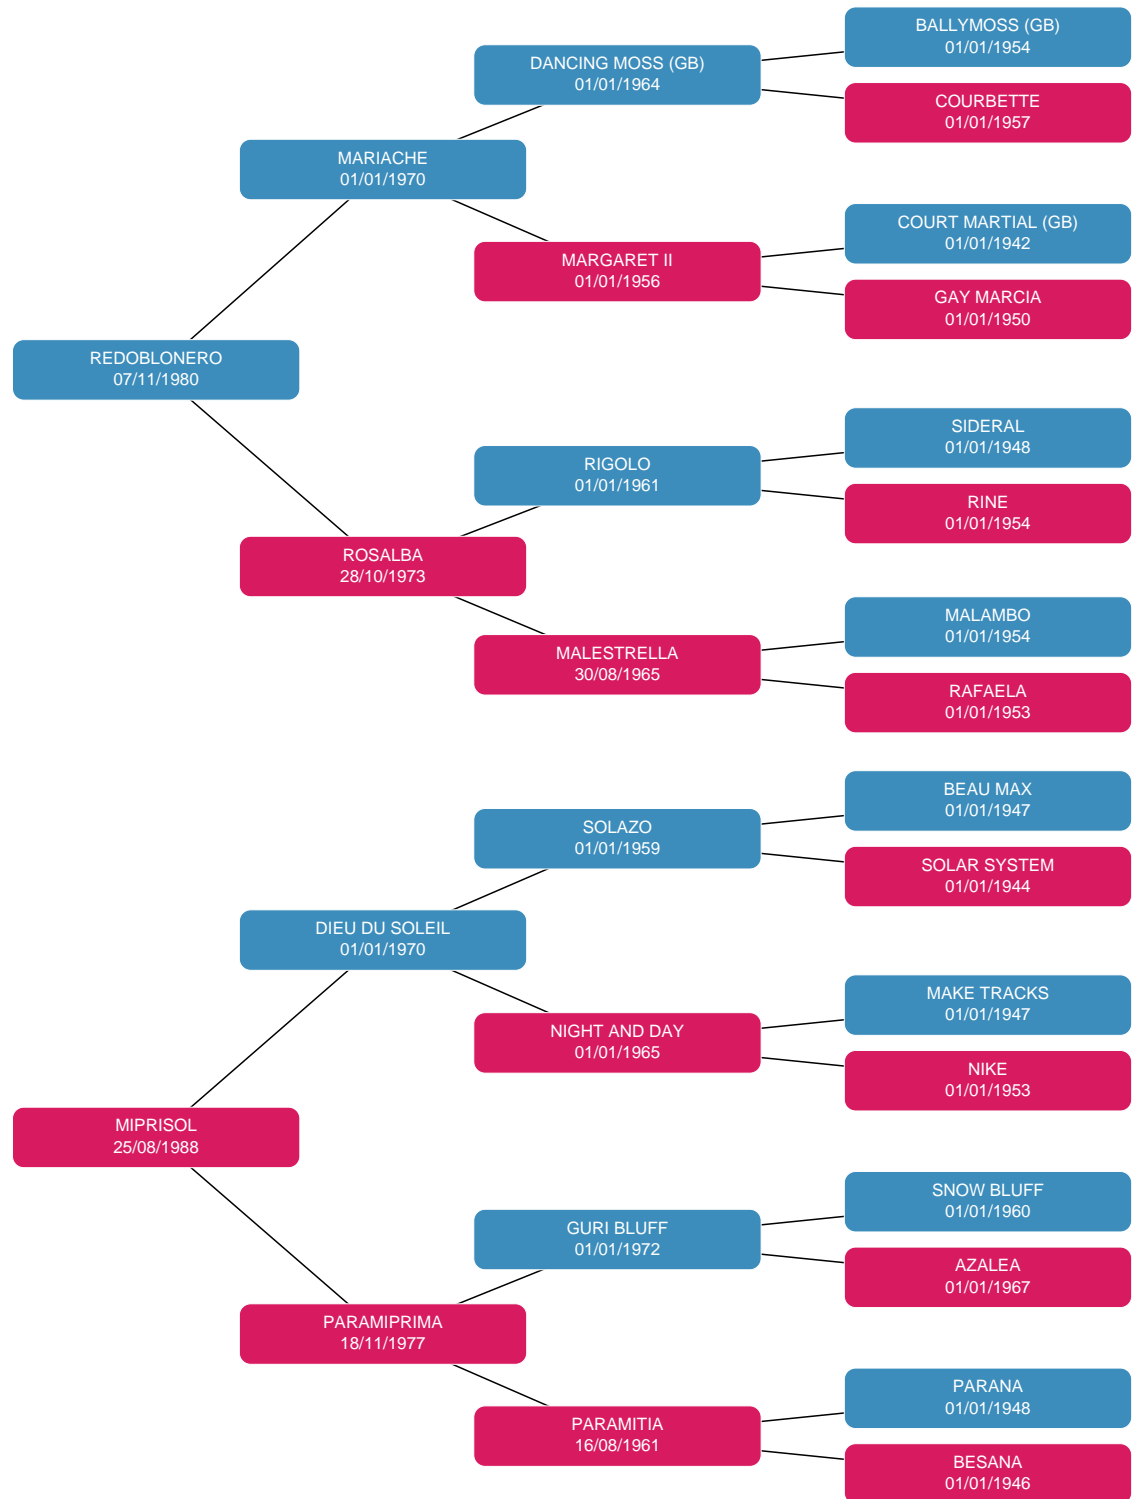 BALLYMOSS (GB)
01/01/1954
DANCING MOSS (GB)
01/01/1964
COURBETTE
01/01/1957
MARIACHE
01/01/1970
COURT MARTIAL (GB)
01/01/1942
MARGARET II
01/01/1956
GAY MARCIA
01/01/1950
REDOBLONERO
07/11/1980
SIDERAL
01/01/1948
RIGOLO
01/01/1961
RINE
01/01/1954
ROSALBA
28/10/1973
MALAMBO
01/01/1954
MALESTRELLA
30/08/1965
RAFAELA
01/01/1953
BEAU MAX
01/01/1947
SOLAZO
01/01/1959
SOLAR SYSTEM
01/01/1944
DIEU DU SOLEIL
01/01/1970
MAKE TRACKS
01/01/1947
NIGHT AND DAY
01/01/1965
NIKE
01/01/1953
MIPRISOL
25/08/1988
SNOW BLUFF
01/01/1960
GURI BLUFF
01/01/1972
AZALEA
01/01/1967
PARAMIPRIMA
18/11/1977
PARANA
01/01/1948
PARAMITIA
16/08/1961
BESANA
01/01/1946